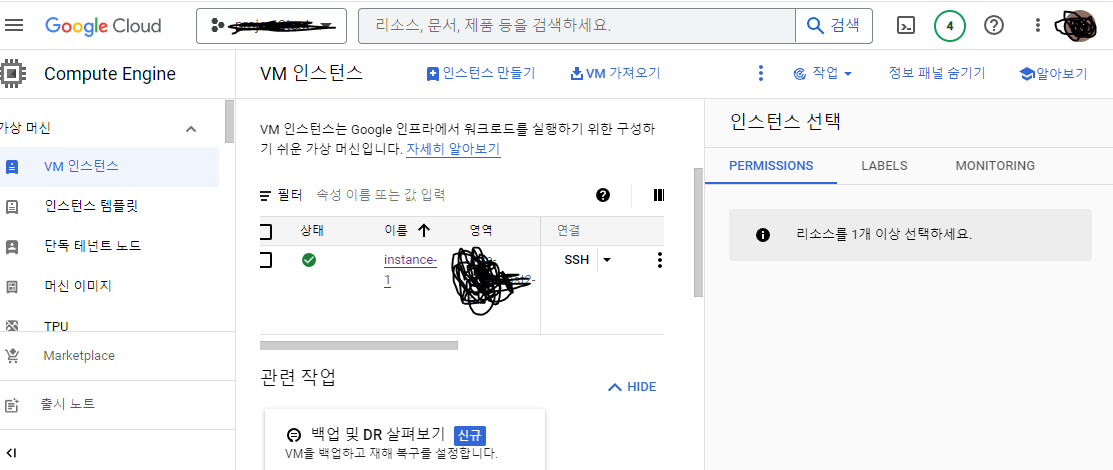 Google Cloud
리소스, 문서, 제품 등을 검색하세요.
검색
4
Compute Engine
VM 인스턴스
인스턴스 만들기
VM 가져오기
작업
정보 패널 숨기기
알아보기
가상 머신
VM 인스턴스
인스턴스 템플릿
단독 테넌트 노드
머신 이미지
TPU
Marketplace
출시 노트
VM 인스턴스는 Google 인프라에서 워크로드를 실행하기 위한 구성하
기 쉬운 가상 머신입니다. 자세히 알아보기
필터 속성 이름 또는 값 입력
상태 이름 영역 연결
instance-
1
SSH
관련 작업
HIDE
백업 및 DR 살펴보기 신규
VM을 백업하고 재해 복구를 설정합니다.
인스턴스 선택
PERMISSIONS LABELS MONITORING
리소스를 1개 이상 선택하세요.